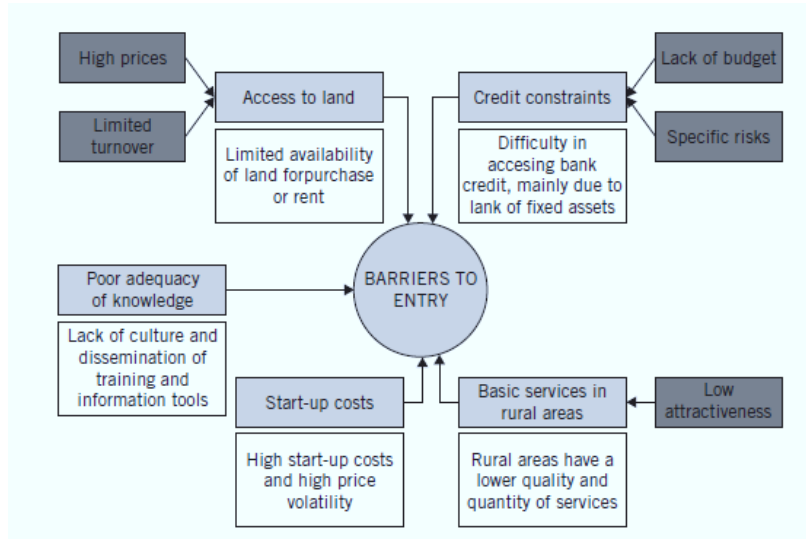 High prices
Limited
turnover
Access to land
Limited availability
of land forpurchase
or rent
Credit constraints
Difficulty in
accesing bank
credit, mainly due to
lank of fixed assets
Lack of budget
Specific risks
BARRIERS TO
ENTRY
Poor adequacy
of knowledge
Lack of culture and
dissemination of
training and
information tools
Start-up costs
High start-up costs
and high price
volatility
Basic services in
rural areas
Rural areas have a
lower quality and
quantity of services
Low
attractiveness